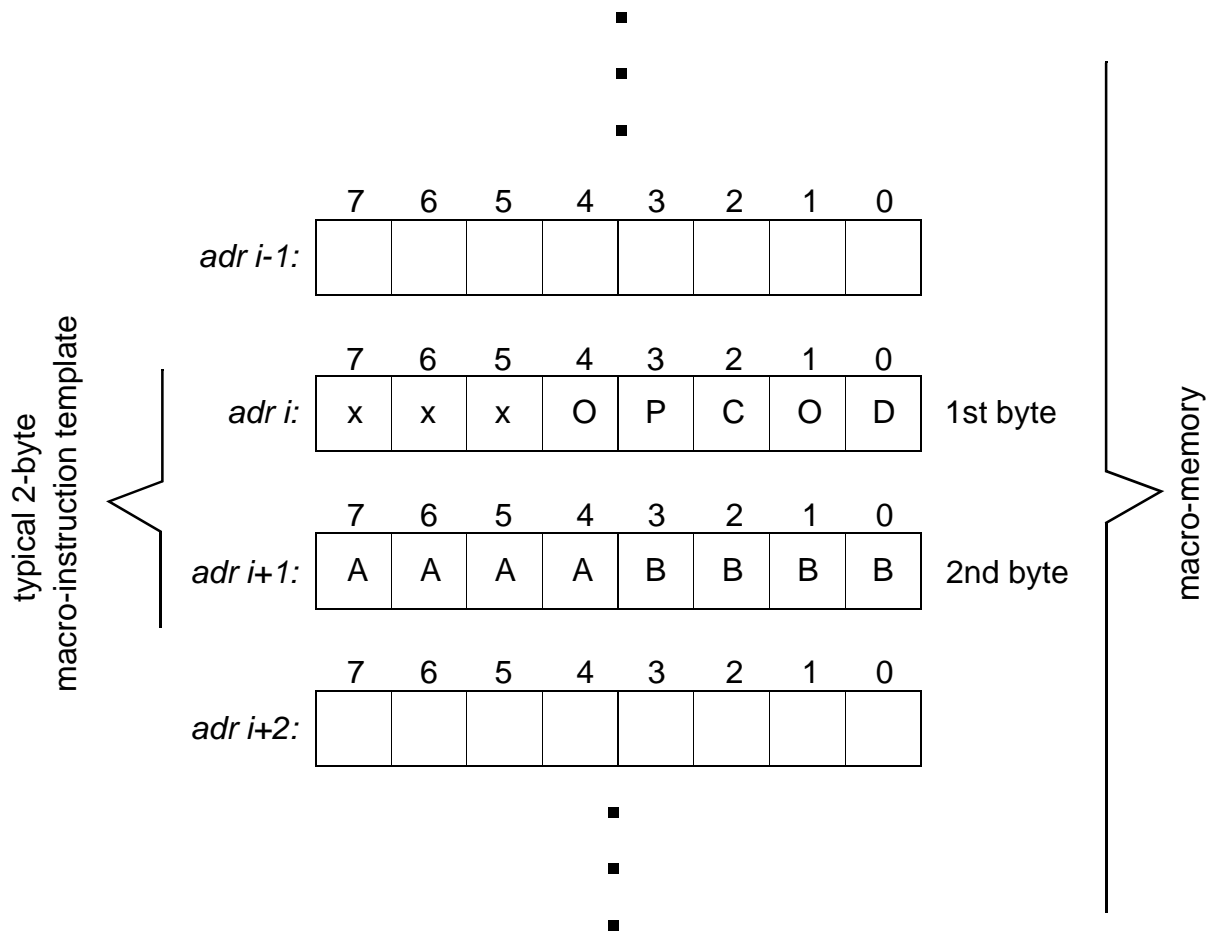 7 6 5 4 3 2 1 0
adr i-1:
7 6 5 4 3 2 1 0
adr i: x x x O P C O D 1st byte
7 6 5 4 3 2 1 0
adr i+1: A A A A B B B B 2nd byte
7 6 5 4 3 2 1 0
adr i+2:
typical 2-byte
macro-instruction template
macro-memory